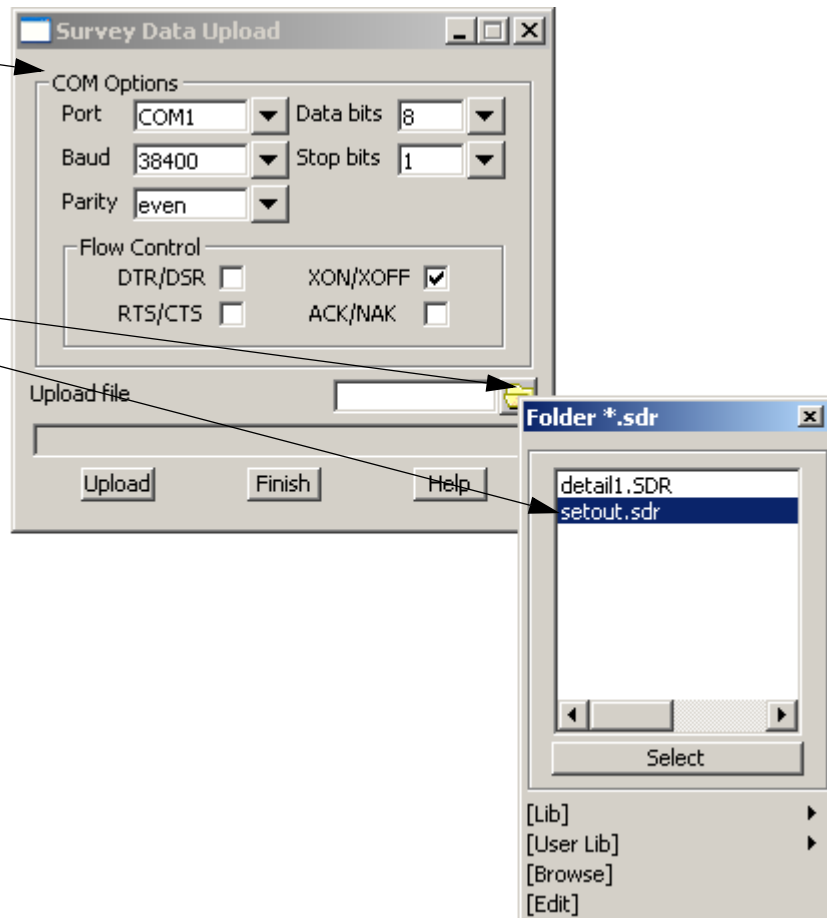 Survey Data Upload
COM Options
Port COM1 Data bits 8
Baud 38400 Stop bits 1
Parity even
Flow Control
DTR/DSR XON/XOFF
RTS/CTS ACK/NAK
Upload file
Upload Finish Help
Folder *.sdr
detail1.SDR
setout.sdr
Select
[Lib]
[User Lib]
[Browse]
[Edit]